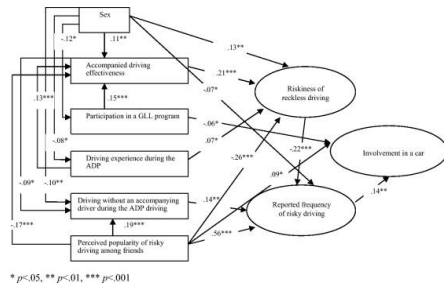 Sex
-.12*
.11**
.13**
Accompanied driving
effectiveness
.21***
-.07*
Riskiness of
reckless driving
.13***
.15***
Participation in a GLL program
-.06*
-.08*
Driving experience during the
ADP
.07*
-.26***
-.22***
Involvement in a car
.09*
-.09*
-.10**
Driving without an accompanying
driver during the ADP driving
.14**
Reported frequency
of risky driving
.14**
-.17***
.19***
Perceived popularity of risky
driving among friends
.56***
* p<.05, ** p<.01, *** p<.001